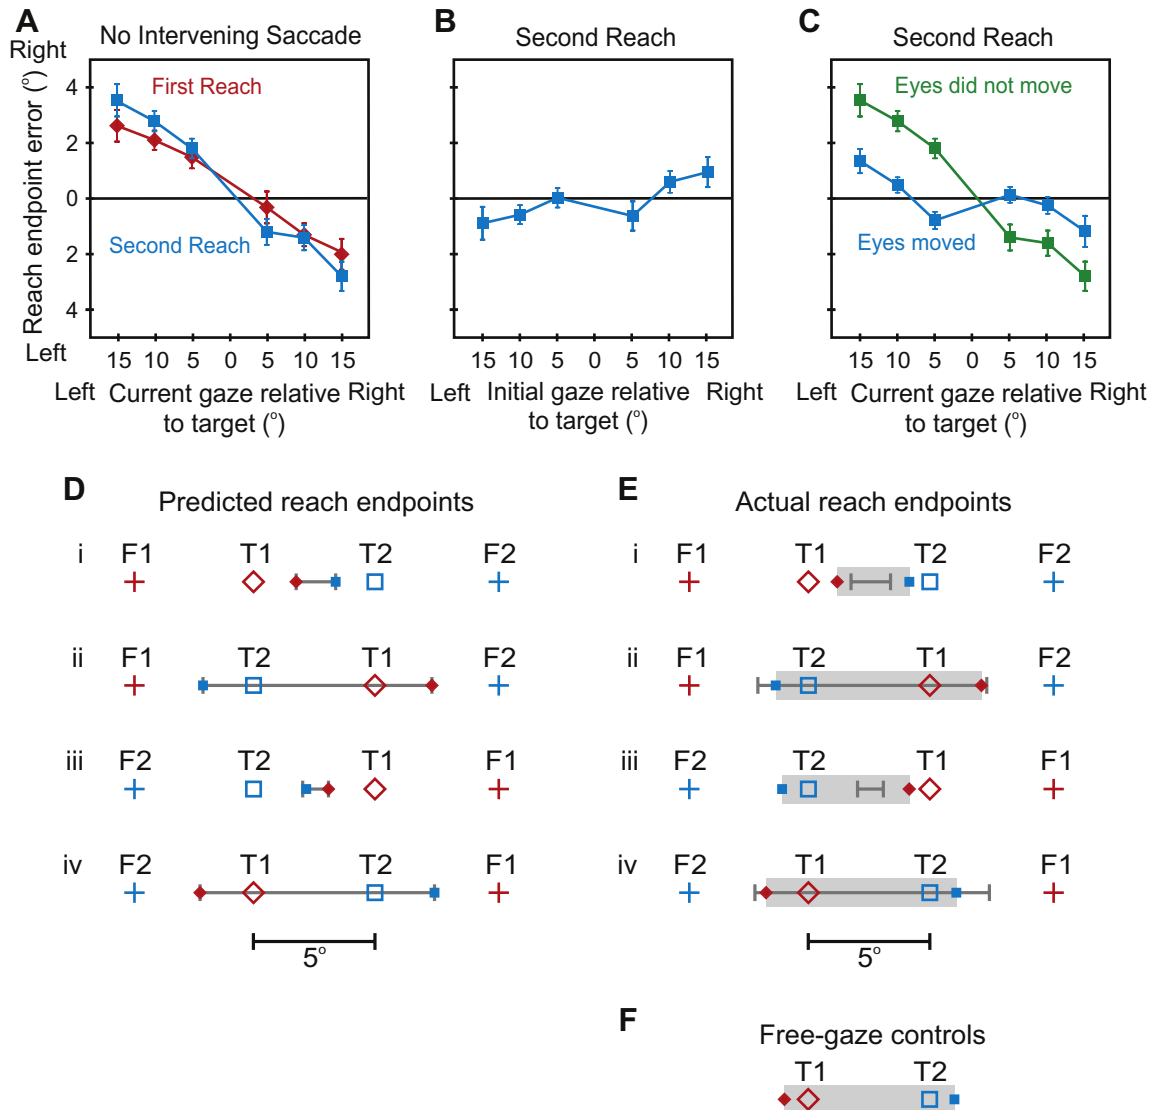 A
No Intervening Saccade
Right
Reach endpoint error (°)
4
2
0
2
4
Left
First Reach
Second Reach
15 10 5 0 5 10 15
Left Current gaze relative Right
to target (°)
B
Second Reach
15 10 5 0 5 10 15
Left Initial gaze relative Right
to target (°)
C
Second Reach
Eyes did not move
Eyes moved
15 10 5 0 5 10 15
Left Current gaze relative Right
to target (°)
D
Predicted reach endpoints
i F1 T1 T2 F2
ii F1 T2 T1 F2
iii F2 T2 T1 F1
iv F2 T1 T2 F1
5°
E
Actual reach endpoints
i F1 T1 T2 F2
ii F1 T2 T1 F2
iii F2 T2 T1 F1
iv F2 T1 T2 F1
5°
F
Free-gaze controls
T1 T2